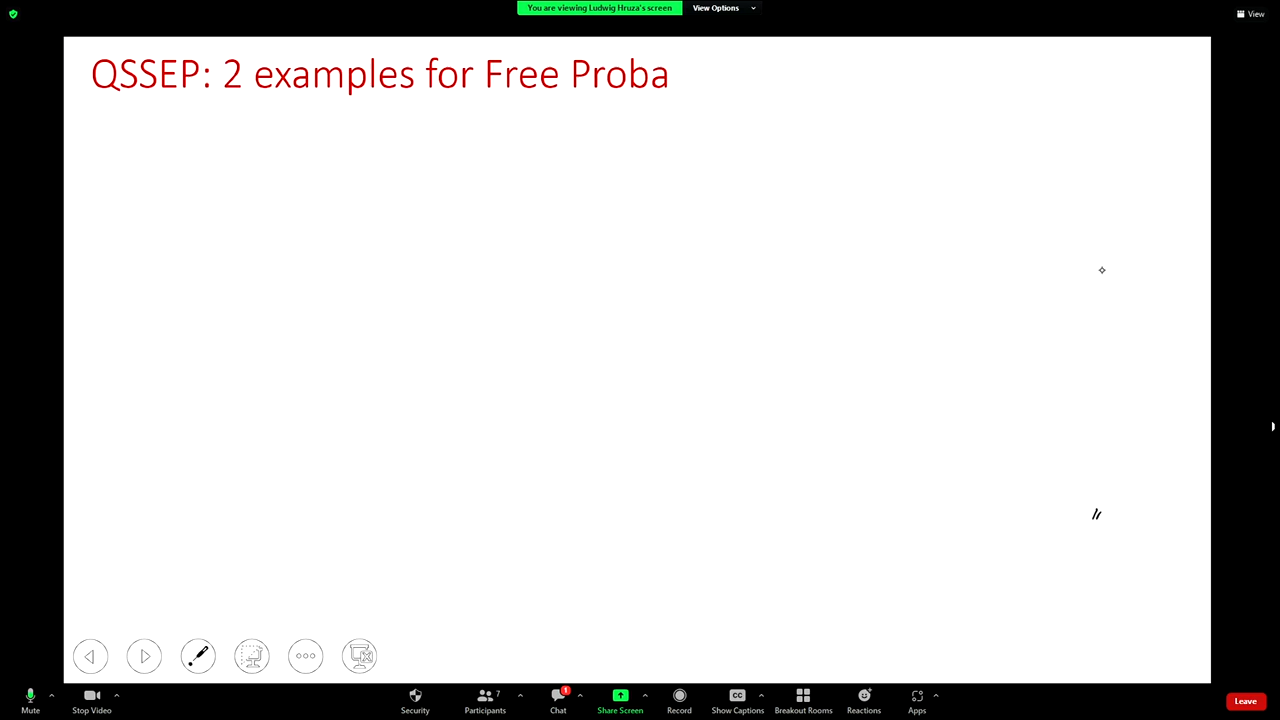 You are viewing Ludwig Hruza's screen View Options
View
QSSEP: 2 examples for Free Proba
Mute
Stop Video
Security
Participants 7
Chat 1
Share Screen
Record
CC Show Captions
Breakout Rooms
Reactions
Apps
Leave